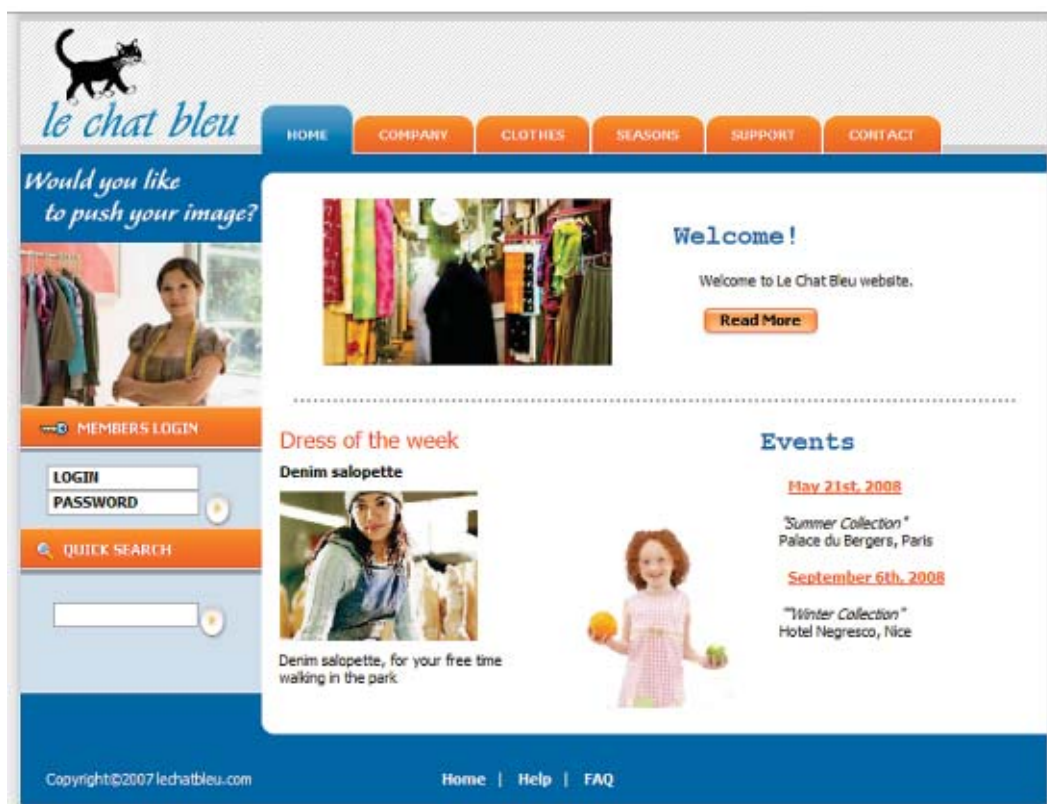 le chat bleu
HOME
COMPANY
CLOTHES
SEASONS
SUPPORT
CONTACT
Would you like
to push your image?
Welcome!
Welcome to Le Chat Bleu website.
Read More
MEMBERS LOGIN
LOGIN
PASSWORD
QUICK SEARCH
Dress of the week
Denim salopette
Denim salopette, for your free time
walking in the park
Events
May 21st, 2008
"Summer Collection"
Palace du Bergers, Paris
September 6th, 2008
""Winter Collection"
Hotel Negresco, Nice
Copyright©2007 lechatbleu.com
Home | Help | FAQ